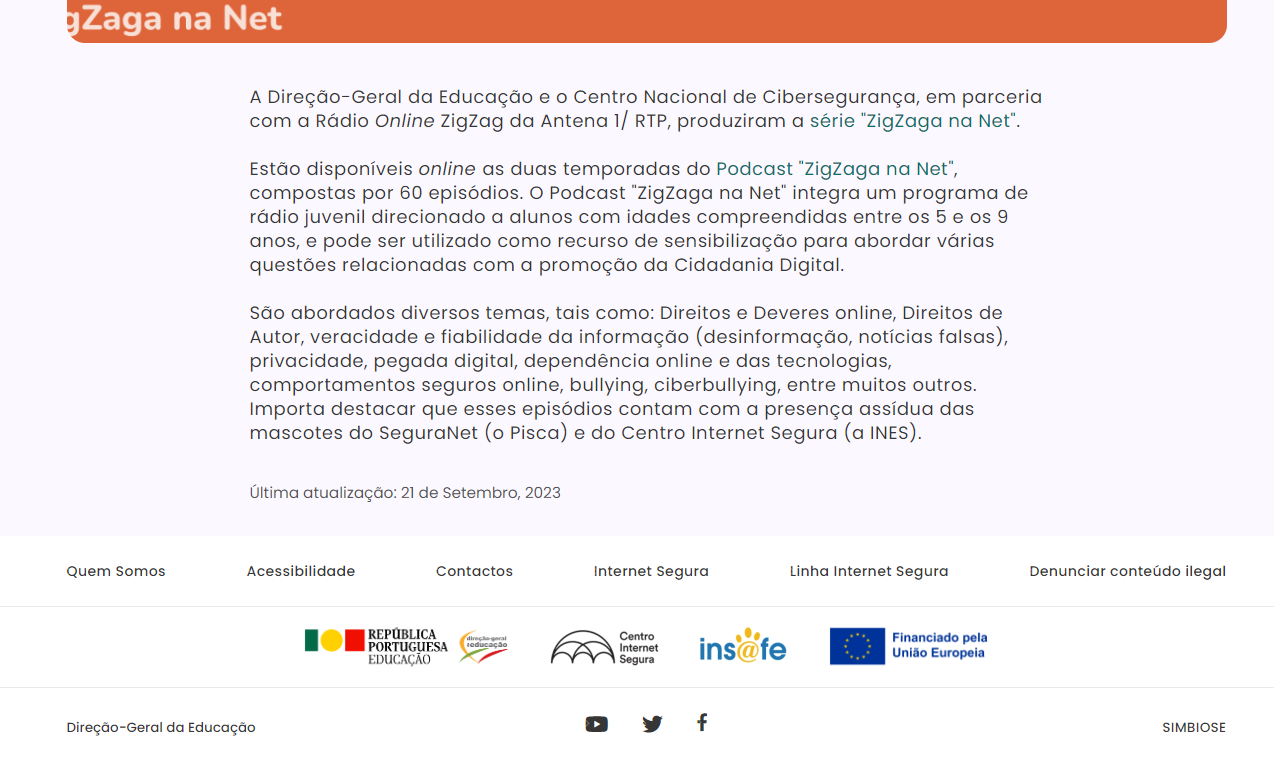 gZaga na Net
A Direção-Geral da Educação e o Centro Nacional de Cibersegurança, em parceria
com a Rádio Online ZigZag da Antena 1/ RTP, produziram a série "ZigZaga na Net".
Estão disponíveis online as duas temporadas do Podcast "ZigZaga na Net",
compostas por 60 episódios. O Podcast "ZigZaga na Net" integra um programa de
rádio juvenil direcionado a alunos com idades compreendidas entre os 5 e os 9
anos, e pode ser utilizado como recurso de sensibilização para abordar várias
questões relacionadas com a promoção da Cidadania Digital.
São abordados diversos temas, tais como: Direitos e Deveres online, Direitos de
Autor, veracidade e fiabilidade da informação (desinformação, notícias falsas),
privacidade, pegada digital, dependência online e das tecnologias,
comportamentos seguros online, bullying, ciberbullying, entre muitos outros.
Importa destacar que esses episódios contam com a presença assídua das
mascotes do SeguraNet (o Pisca) e do Centro Internet Segura (a INES).
Última atualização: 21 de Setembro, 2023
Quem Somos Acessibilidade Contactos Internet Segura Linha Internet Segura Denunciar conteúdo ilegal
REPÚBLICA
PORTUGUESA
EDUCAÇÃO
direção-geral
educação
Centro
Internet
Segura
ins@fe
Financiado pela
União Europeia
Direção-Geral da Educação SIMBIOSE